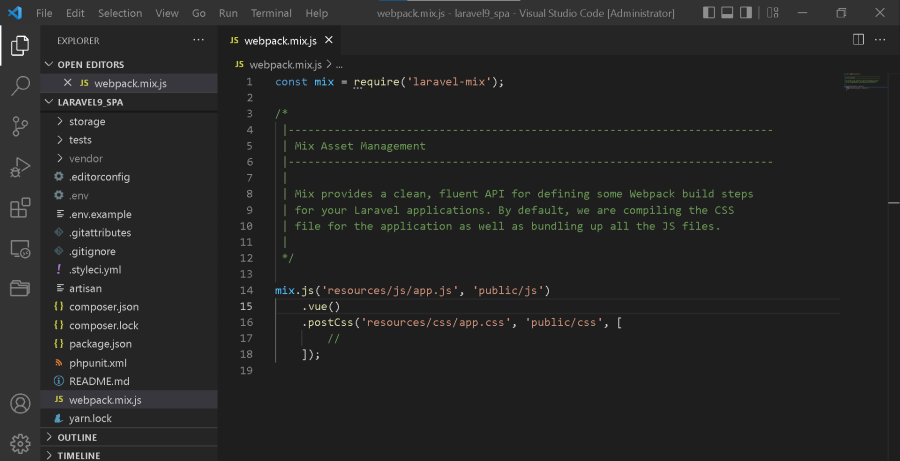 File Edit Selection View Go Run Terminal Help webpack.mix.js - laravel9_spa - Visual Studio Code [Administrator]
EXPLORER
OPEN EDITORS
JS webpack.mix.js
LARAVEL9_SPA
storage
tests
vendor
.editorconfig
.env
.env.example
.gitattributes
.gitignore
! .styleci.yml
artisan
{} composer.json
{} composer.lock
{} package.json
phpunit.xml
README.md
JS webpack.mix.js
yarn.lock
OUTLINE
TIMELINE
JS webpack.mix.js
JS webpack.mix.js > ...
1 const mix = require('laravel-mix');
2
3 /*
4 |--------------------------------------------------------------------------
5 | Mix Asset Management
6 |--------------------------------------------------------------------------
7 |
8 | Mix provides a clean, fluent API for defining some Webpack build steps
9 | for your Laravel applications. By default, we are compiling the CSS
10 | file for the application as well as bundling up all the JS files.
11 |
12 */
13
14 mix.js('resources/js/app.js', 'public/js')
15 .vue()
16 .postCss('resources/css/app.css', 'public/css', [
17 //
18 ]);
19